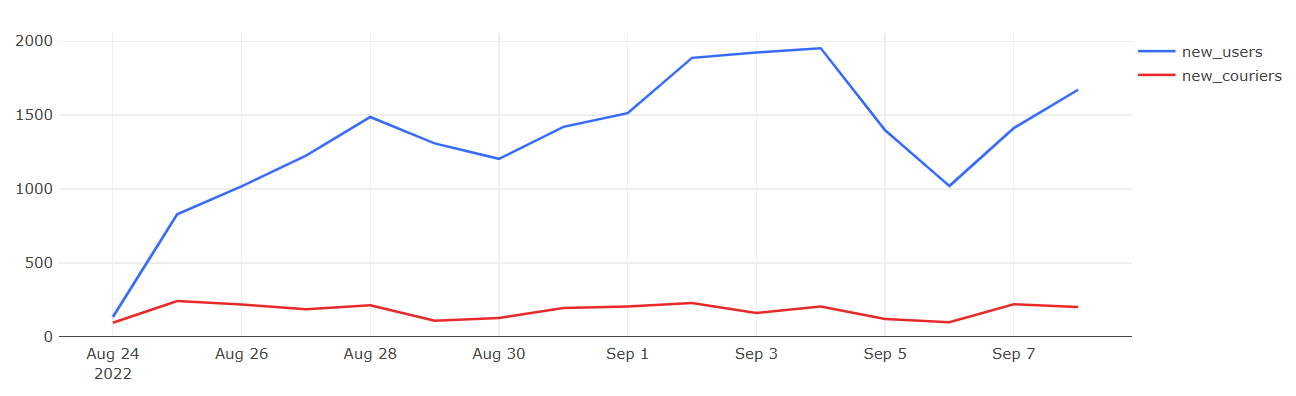 2000
1500
1000
500
0
Aug 24
2022
Aug 26
Aug 28
Aug 30
Sep 1
Sep 3
Sep 5
Sep 7
new_users
new_couriers